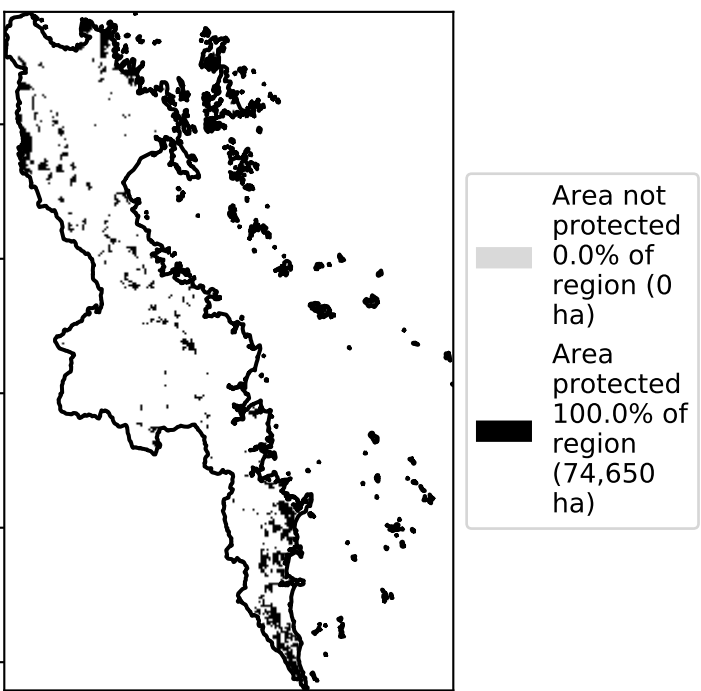 Area not
protected
0.0% of
region (0
ha)
Area
protected
100.0% of
region
(74,650
ha)